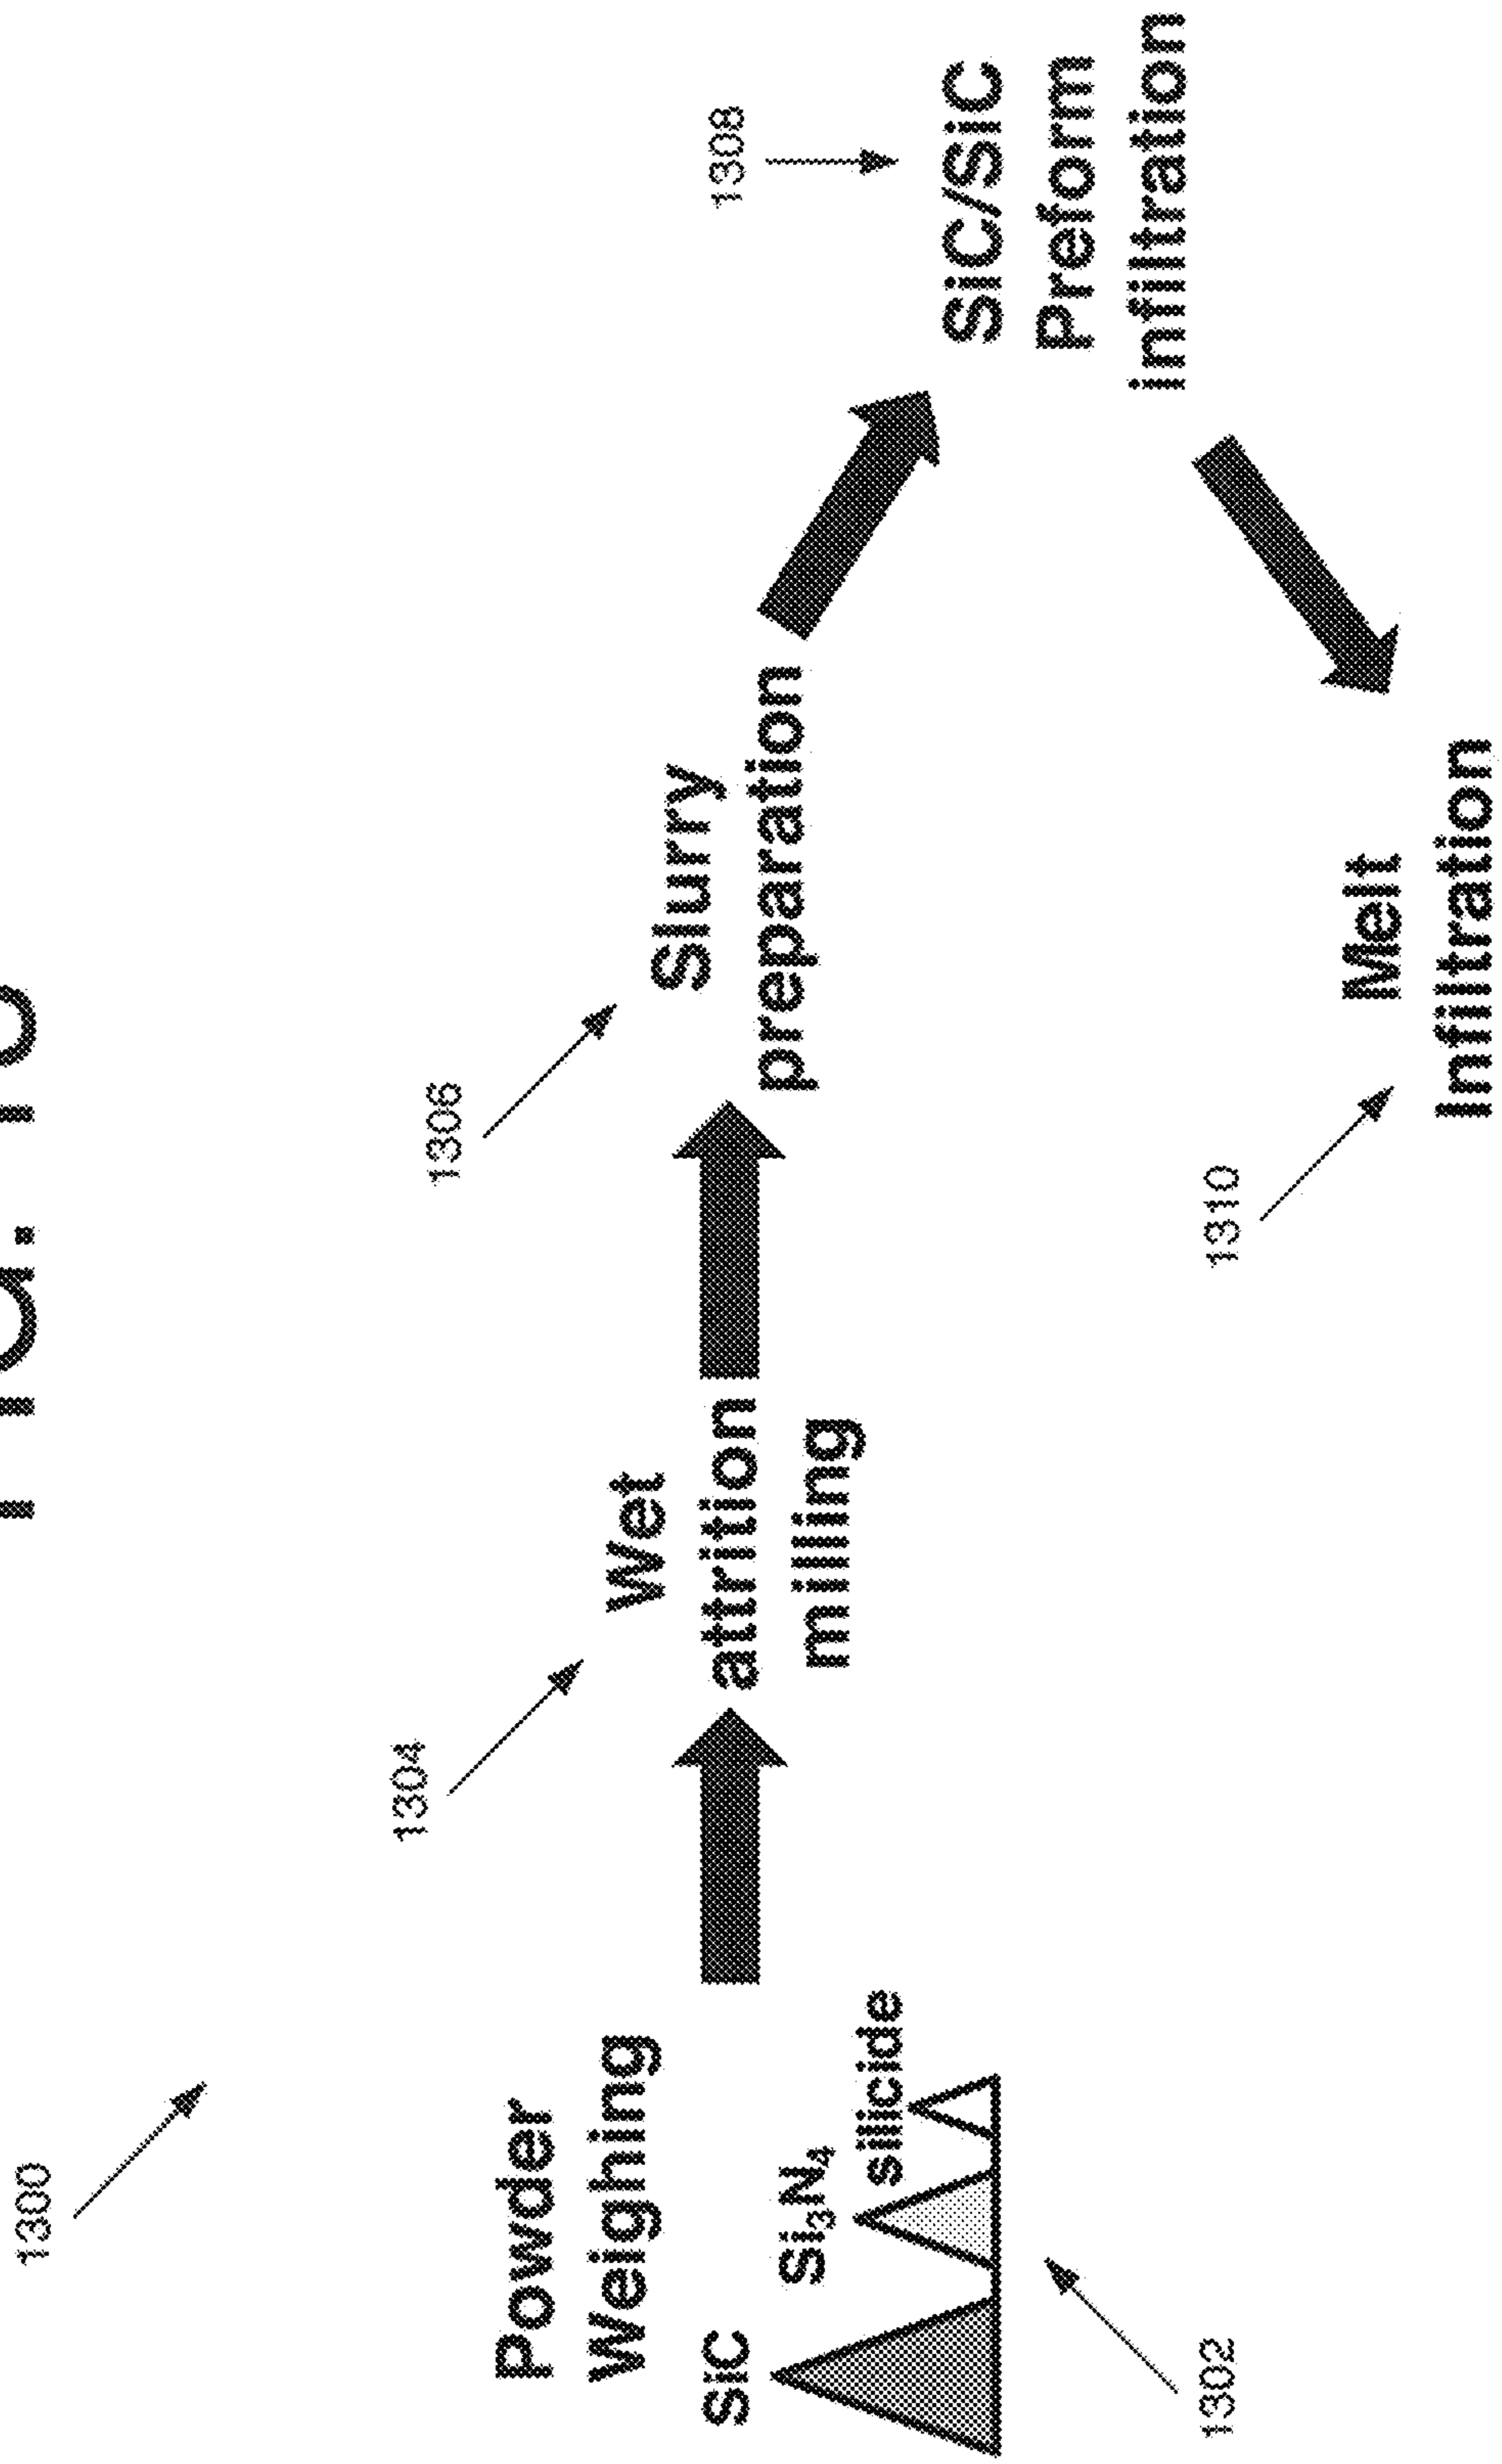 1300
Powder
Weighing
SiC
Si₃N₄
silicide
1302
1304
Wet
attrition
milling
1306
Slurry
preparation
1308
SiC/SiC
Preform
infiltration
1310
Melt
Infiltration